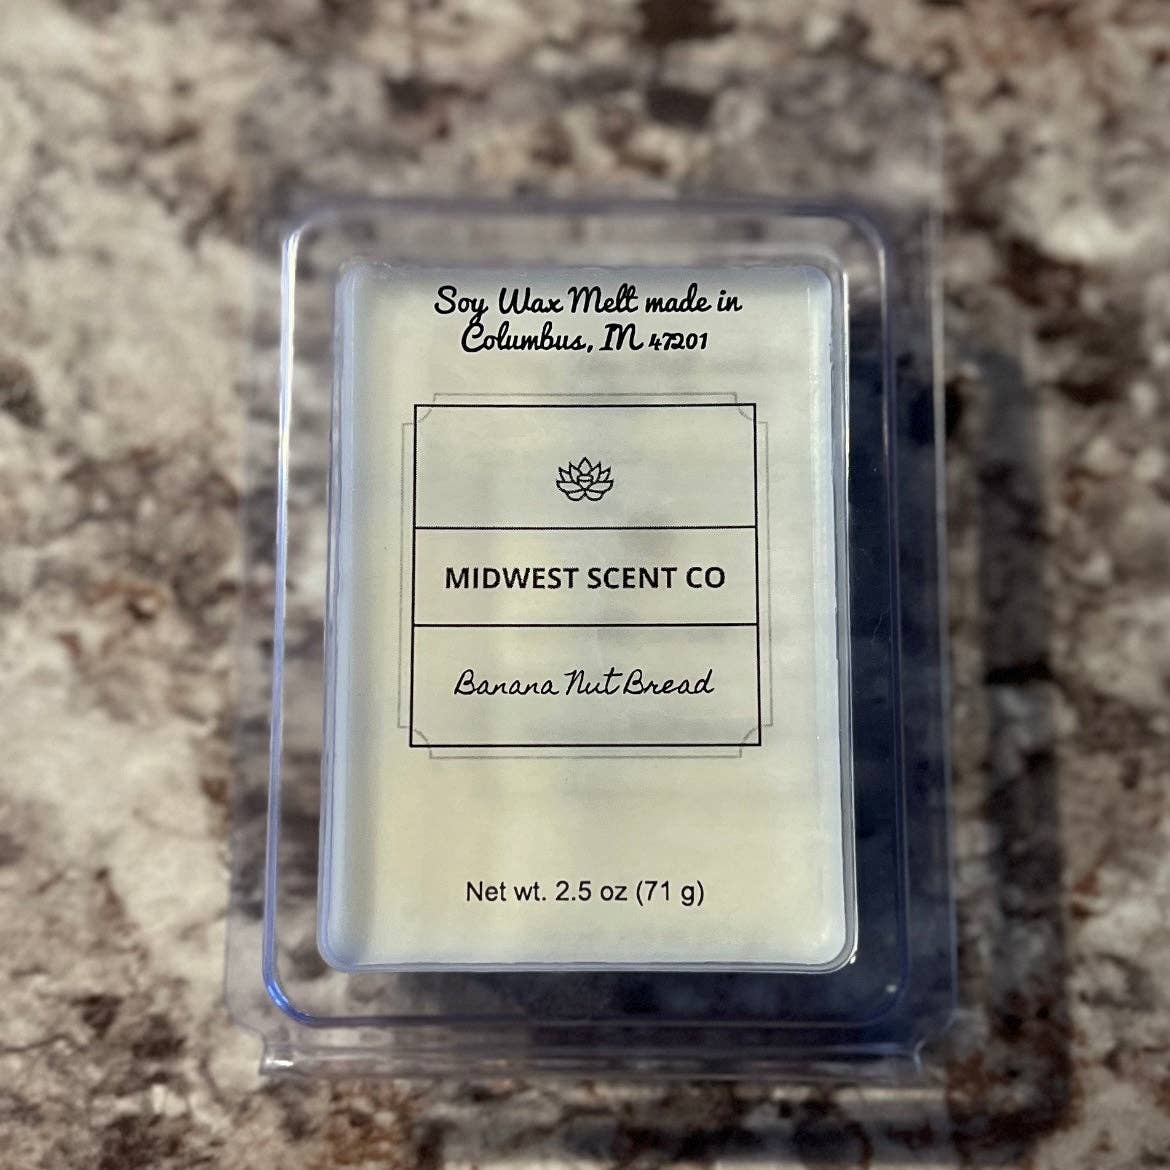 Soy Wax Melt made in
Columbus, IN 47201
MIDWEST SCENT CO
Banana Nut Bread
Net wt. 2.5 oz (71 g)